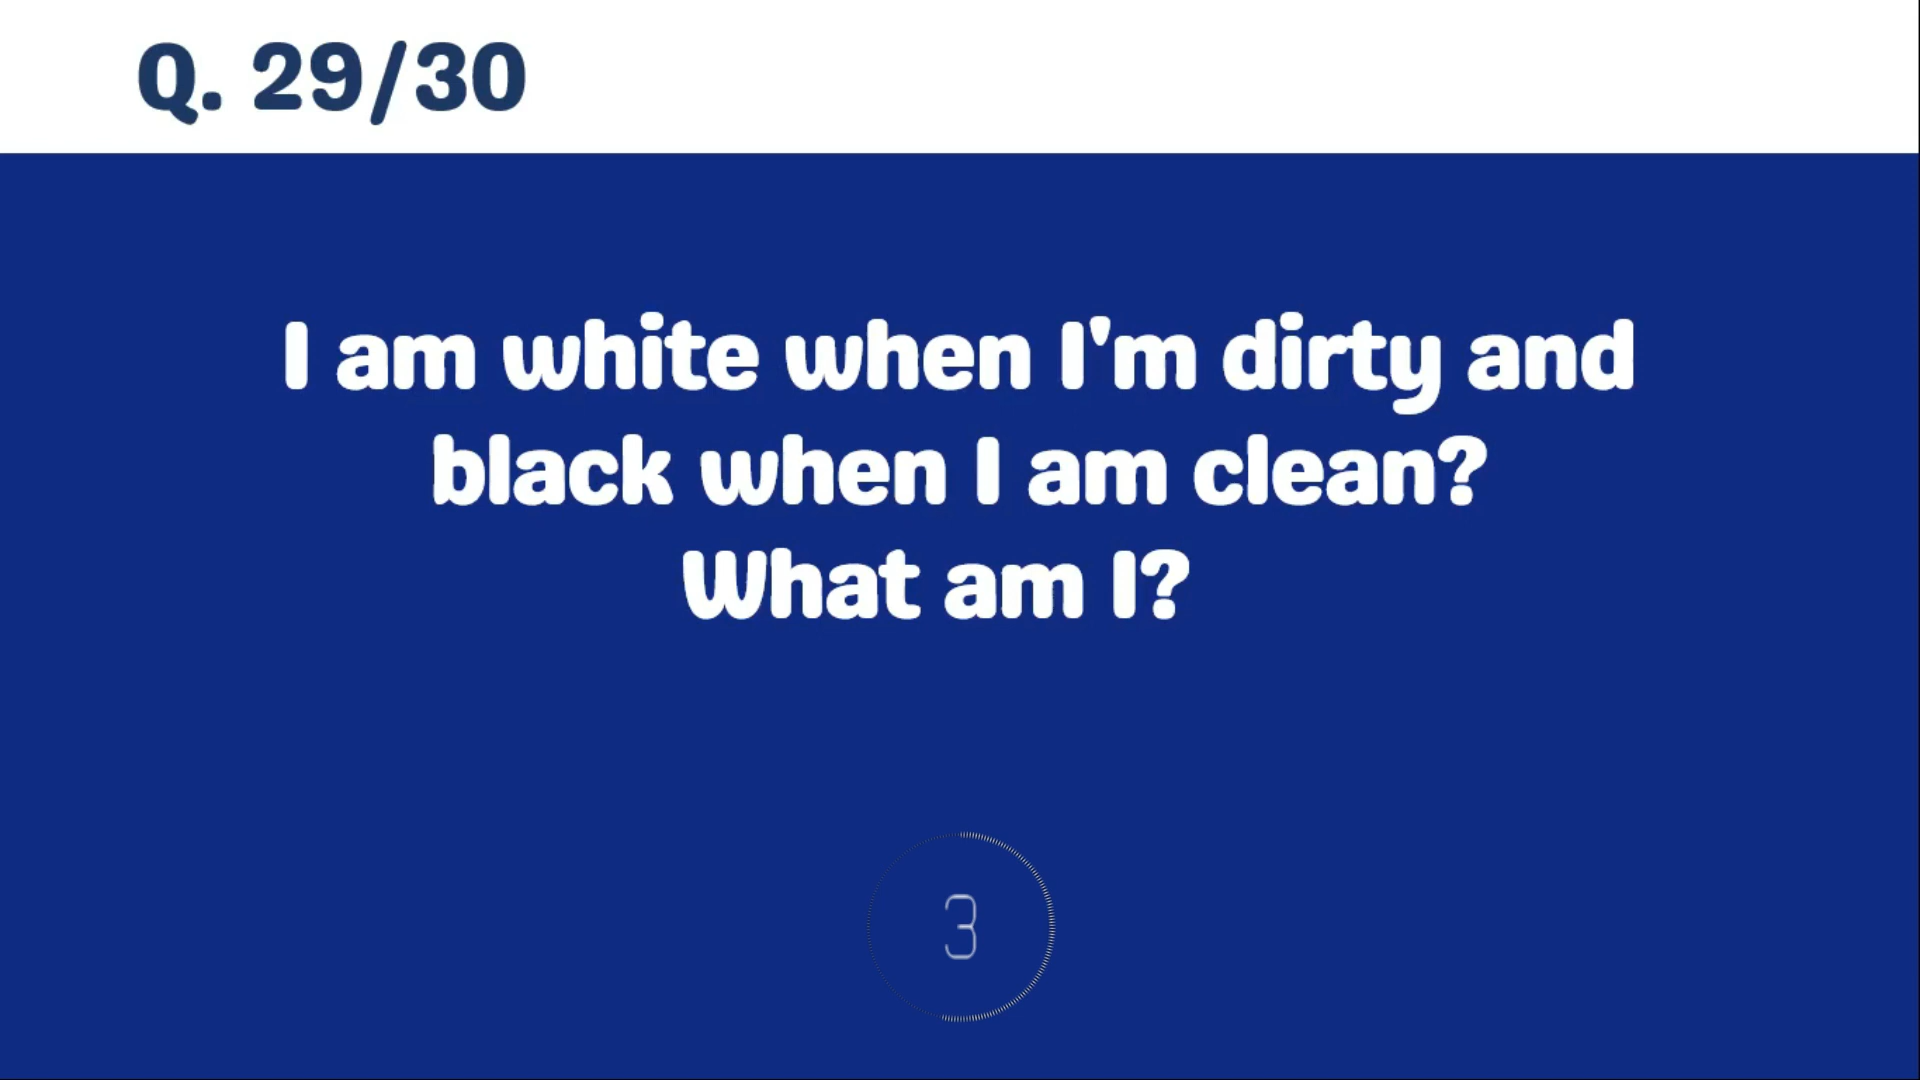 Q. 29/30
I am white when I'm dirty and
black when I am clean?
What am I?
3